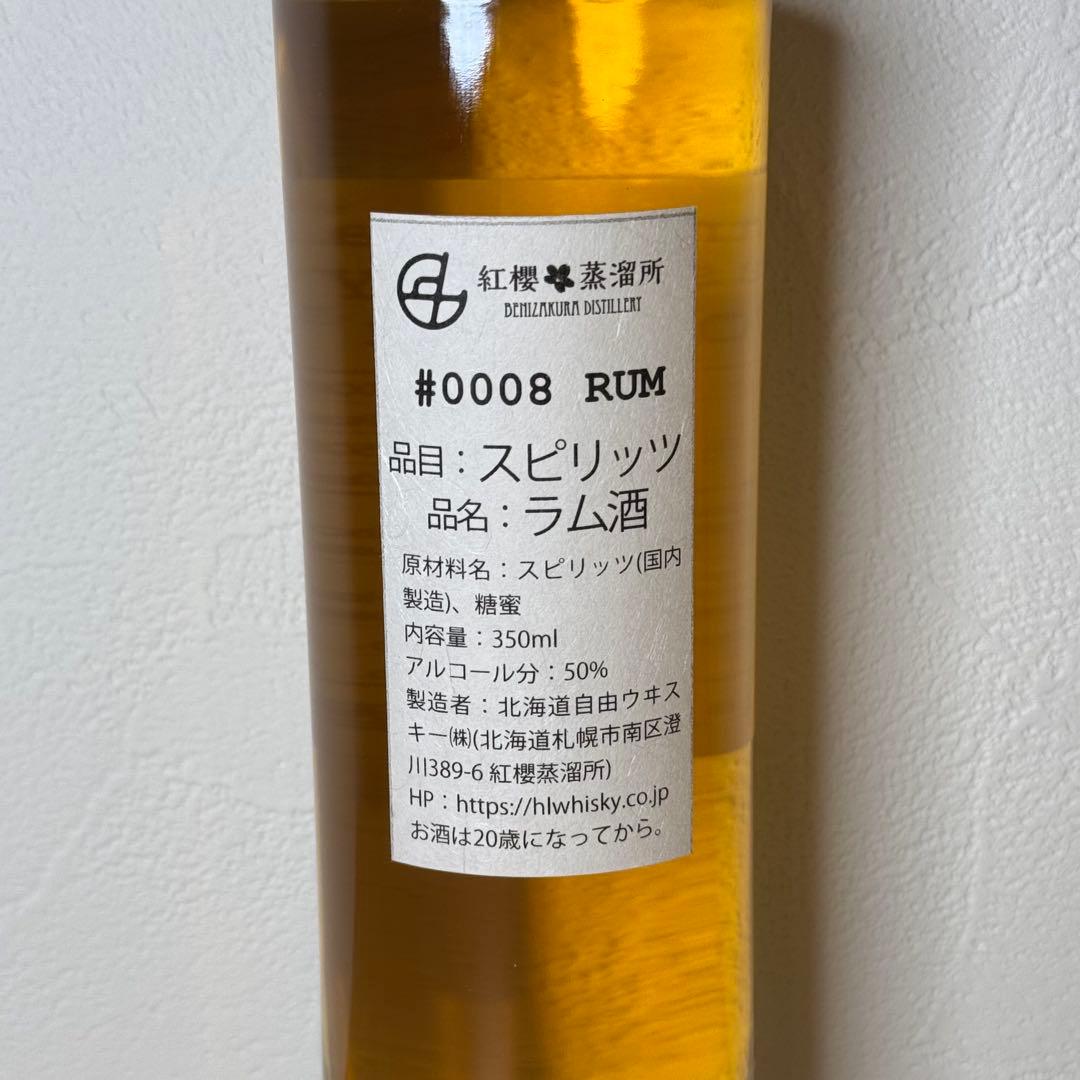 紅櫻蒸溜所
BENIZAKURA DISTILLERY
#0008 RUM
品目：スピリッツ
品名：ラム酒
原材料名：スピリッツ(国内
製造)、糖蜜
内容量：350ml
アルコール分：50%
製造者：北海道自由ウヰス
キー㈱(北海道札幌市南区澄
川389-6 紅櫻蒸溜所)
HP：https://hlwhisky.co.jp
お酒は20歳になってから。